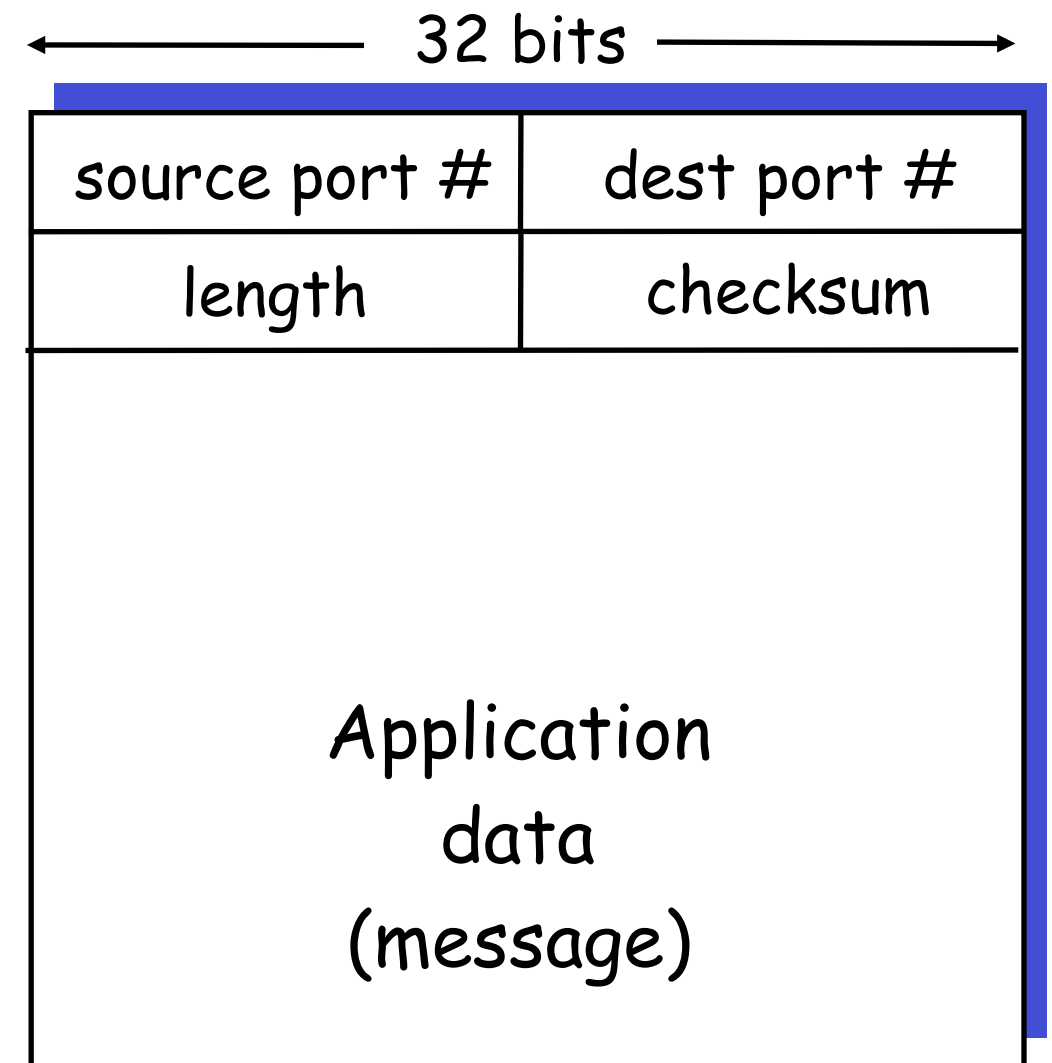 32 bits
source port # dest port #
length checksum
Application
data
(message)